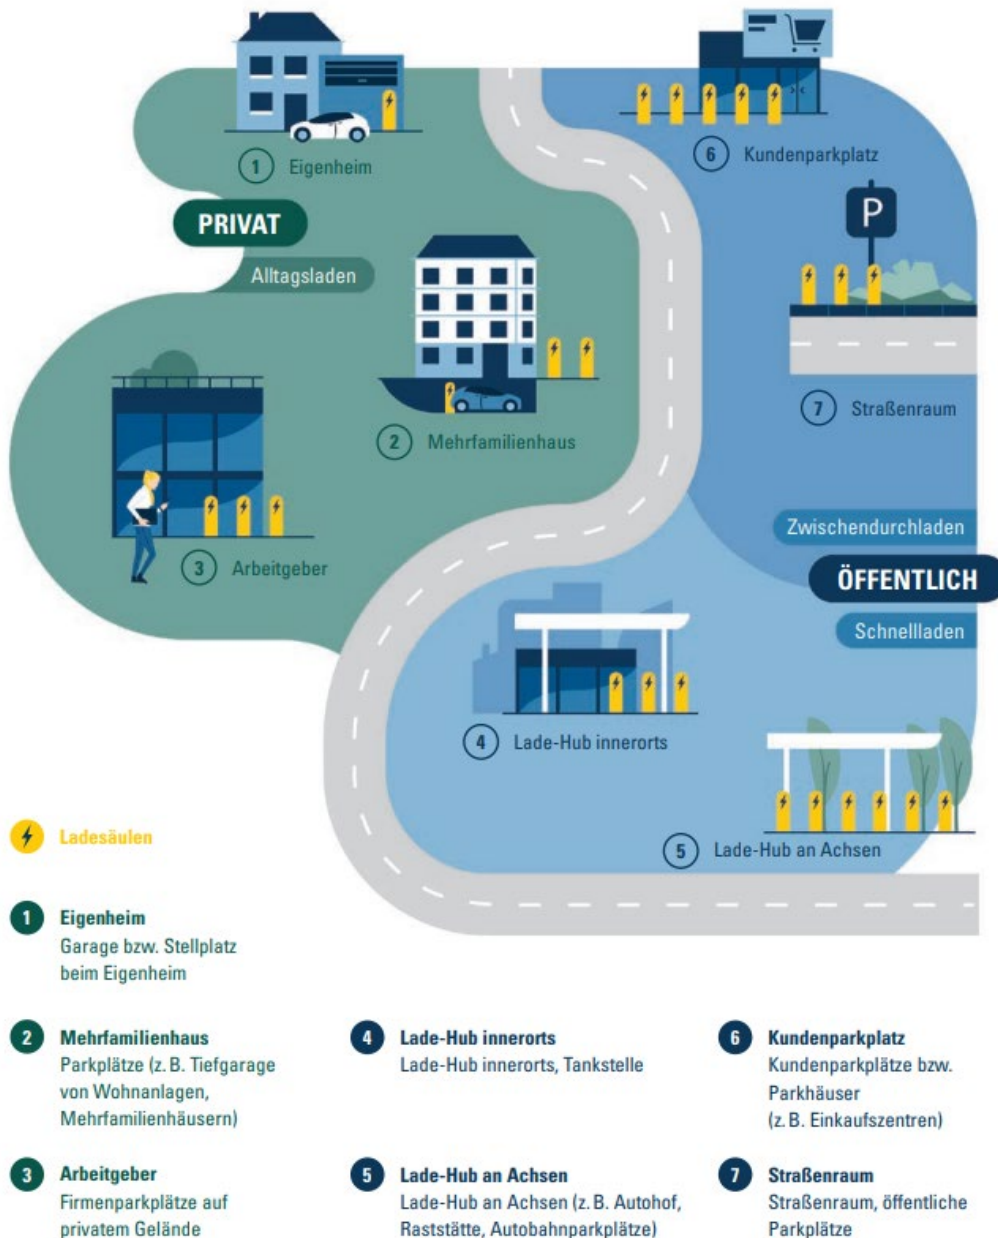 1 Eigenheim
6 Kundenparkplatz
PRIVAT
P
Alltagsladen
2 Mehrfamilienhaus
7 Straßenraum
Zwischendurchladen
3 Arbeitgeber
ÖFFENTLICH
Schnellladen
4 Lade-Hub innerorts
5 Lade-Hub an Achsen
Ladesäulen
1 Eigenheim
Garage bzw. Stellplatz
beim Eigenheim
2 Mehrfamilienhaus
Parkplätze (z. B. Tiefgarage
von Wohnanlagen,
Mehrfamilienhäusern)
3 Arbeitgeber
Firmenparkplätze auf
privatem Gelände
4 Lade-Hub innerorts
Lade-Hub innerorts, Tankstelle
5 Lade-Hub an Achsen
Lade-Hub an Achsen (z. B. Autohof,
Raststätte, Autobahnparkplätze)
6 Kundenparkplatz
Kundenparkplätze bzw.
Parkhäuser
(z. B. Einkaufszentren)
7 Straßenraum
Straßenraum, öffentliche
Parkplätze